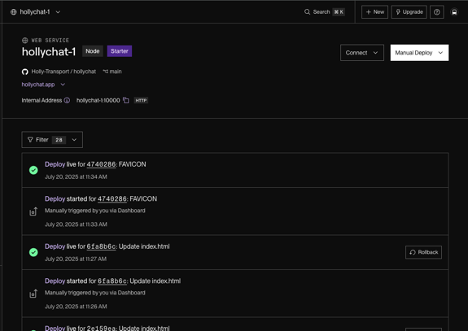 hollychat-1
Search ⌘ K
+ New
Upgrade
WEB SERVICE
hollychat-1 Node Starter
Connect
Manual Deploy
Holly-Transport / hollychat main
hollychat.app
Internal Address hollychat-1:10000 HTTP
Filter 28
Deploy live for 4740286: FAVICON
July 20, 2025 at 11:34 AM
Deploy started for 4740286: FAVICON
Manually triggered by you via Dashboard
July 20, 2025 at 11:33 AM
Deploy live for 6fa8b6c: Update index.html
July 20, 2025 at 11:27 AM
Rollback
Deploy started for 6fa8b6c: Update index.html
Manually triggered by you via Dashboard
July 20, 2025 at 11:26 AM
Deploy live for 2e159ea: Update index.html